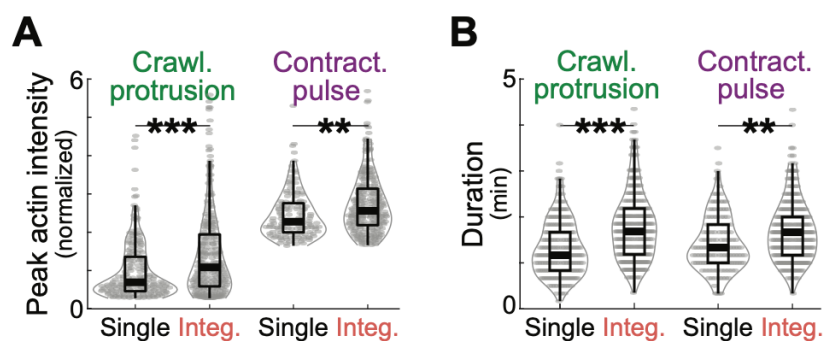 A
Crawl. protrusion
Contract. pulse
Peak actin intensity
(normalized)
6
0
***
**
Single Integ. Single Integ.
B
Crawl. protrusion
Contract. pulse
Duration
(min)
5
0
***
**
Single Integ. Single Integ.